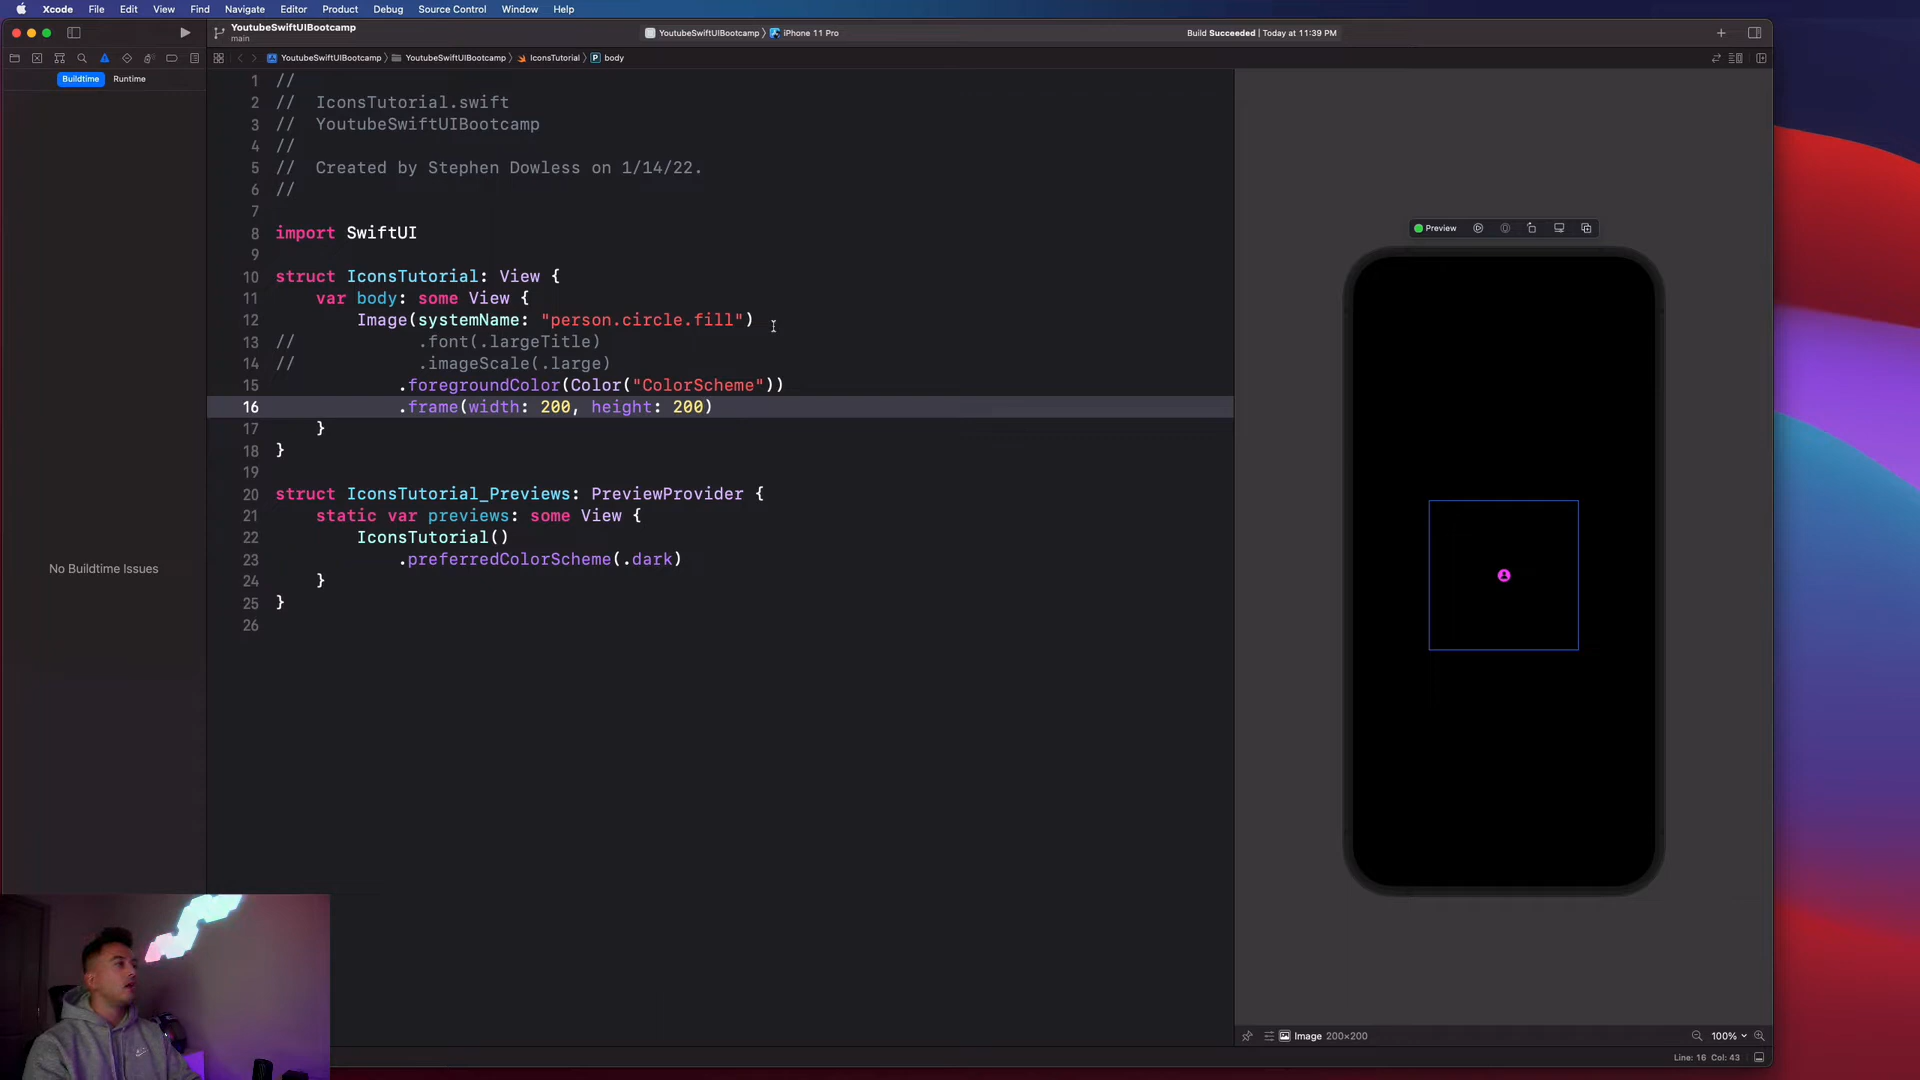 Xcode File Edit View Find Navigate Editor Product Debug Source Control Window Help
YoutubeSwiftUIBootcamp
main
YoutubeSwiftUIBootcamp 〉 iPhone 11 Pro
Build Succeeded | Today at 11:39 PM
YoutubeSwiftUIBootcamp 〉 YoutubeSwiftUIBootcamp 〉 IconsTutorial 〉 P body
Buildtime Runtime
No Buildtime Issues
1 //
2 //  IconsTutorial.swift
3 //  YoutubeSwiftUIBootcamp
4 //
5 //  Created by Stephen Dowless on 1/14/22.
6 //
7
8 import SwiftUI
9
10 struct IconsTutorial: View {
11     var body: some View {
12         Image(systemName: "person.circle.fill")
13 //            .font(.largeTitle)
14 //            .imageScale(.large)
15             .foregroundColor(Color("ColorScheme"))
16             .frame(width: 200, height: 200)
17     }
18 }
19
20 struct IconsTutorial_Previews: PreviewProvider {
21     static var previews: some View {
22         IconsTutorial()
23             .preferredColorScheme(.dark)
24     }
25 }
26
Preview
Image 200×200
100%
Line: 16 Col: 43